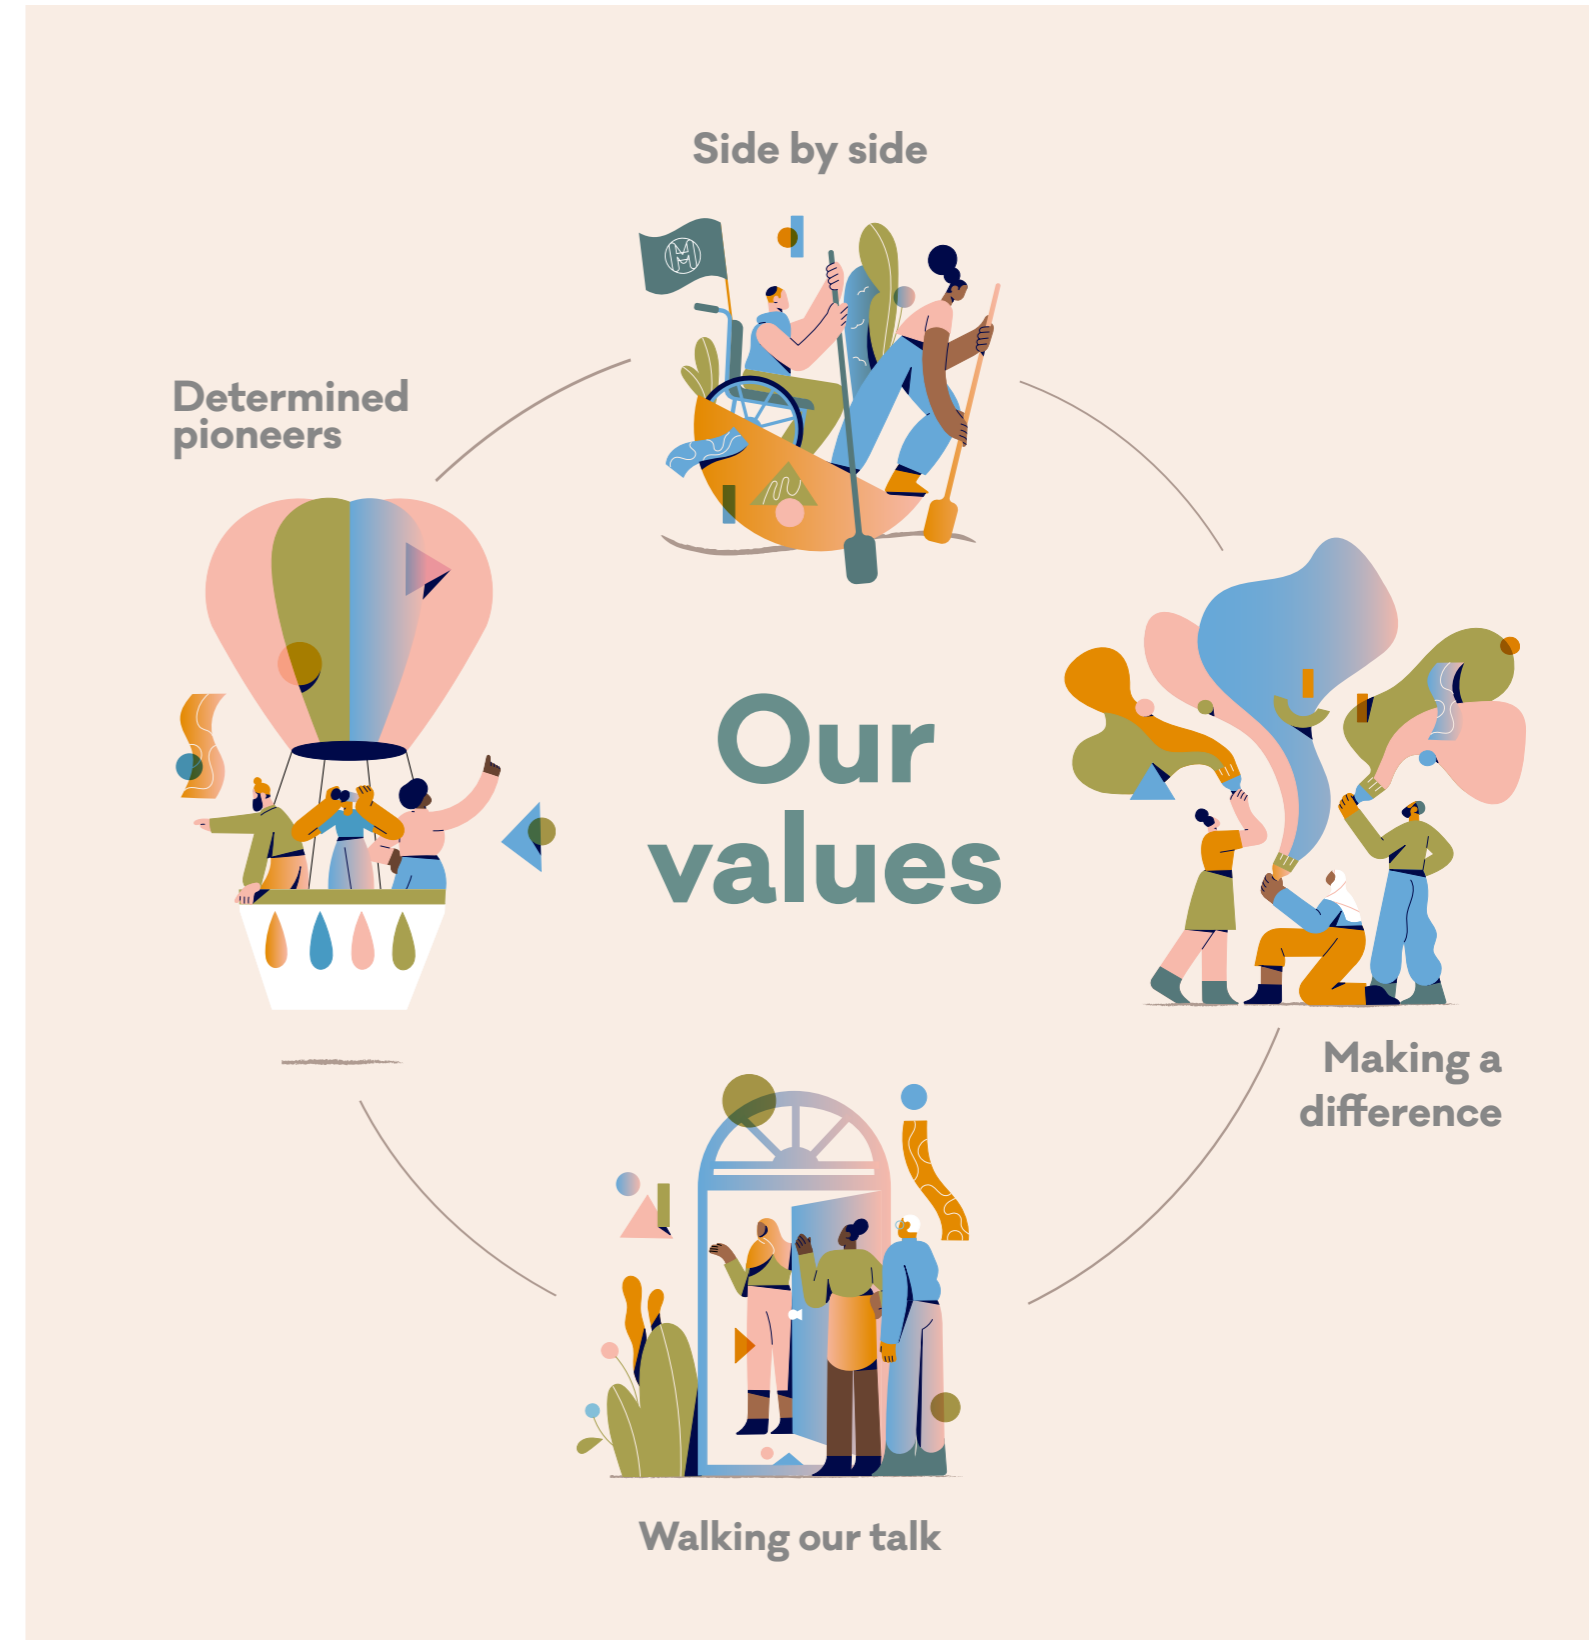 Side by side
Determined
pioneers
Our
values
Making a
difference
Walking our talk